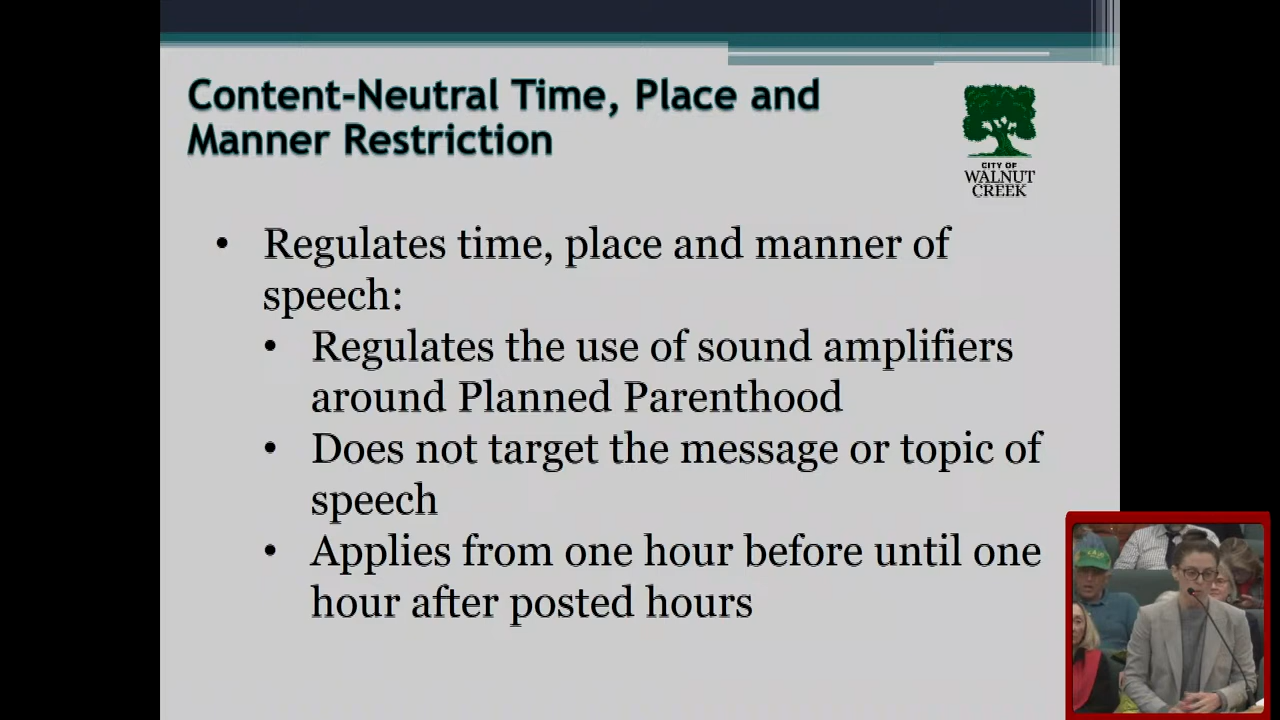 Content-Neutral Time, Place and
Manner Restriction
CITY OF
WALNUT
CREEK
• Regulates time, place and manner of
speech:
• Regulates the use of sound amplifiers
around Planned Parenthood
• Does not target the message or topic of
speech
• Applies from one hour before until one
hour after posted hours